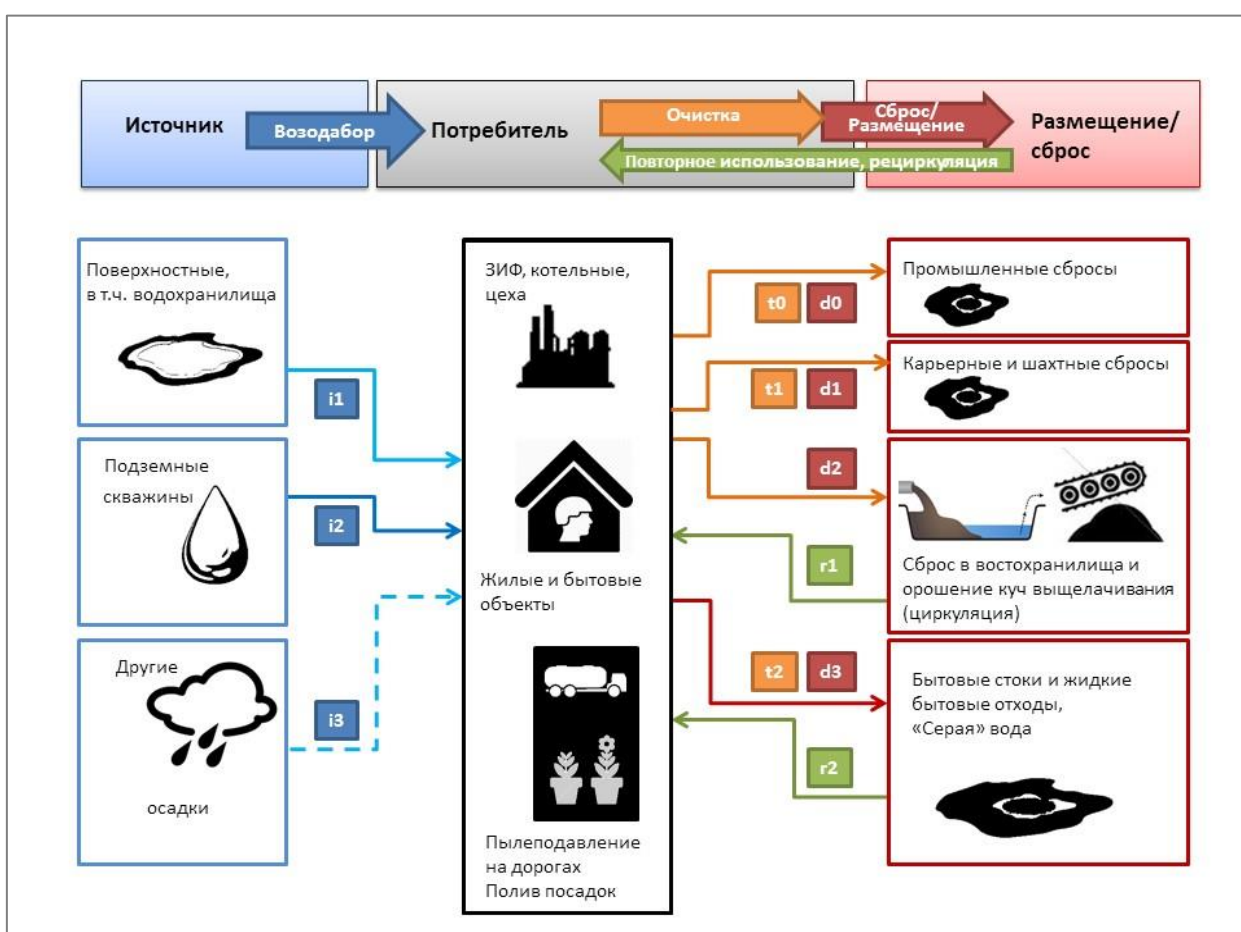 Источник
Возодабор
Потребитель
Очистка
Сброс/
Размещение
Повторное использование, рециркуляция
Размещение/
сброс
Поверхностные,
в т.ч. водохранилища
i1
Подземные
скважины
i2
Другие
i3
осадки
ЗИФ, котельные,
цеха
Жилые и бытовые
объекты
Пылеподавление
на дорогах
Полив посадок
t0 d0
t1 d1
d2
r1
t2 d3
r2
Промышленные сбросы
Карьерные и шахтные сбросы
Сброс в востохранилища и
орошение куч выщелачивания
(циркуляция)
Бытовые стоки и жидкие
бытовые отходы,
«Серая» вода